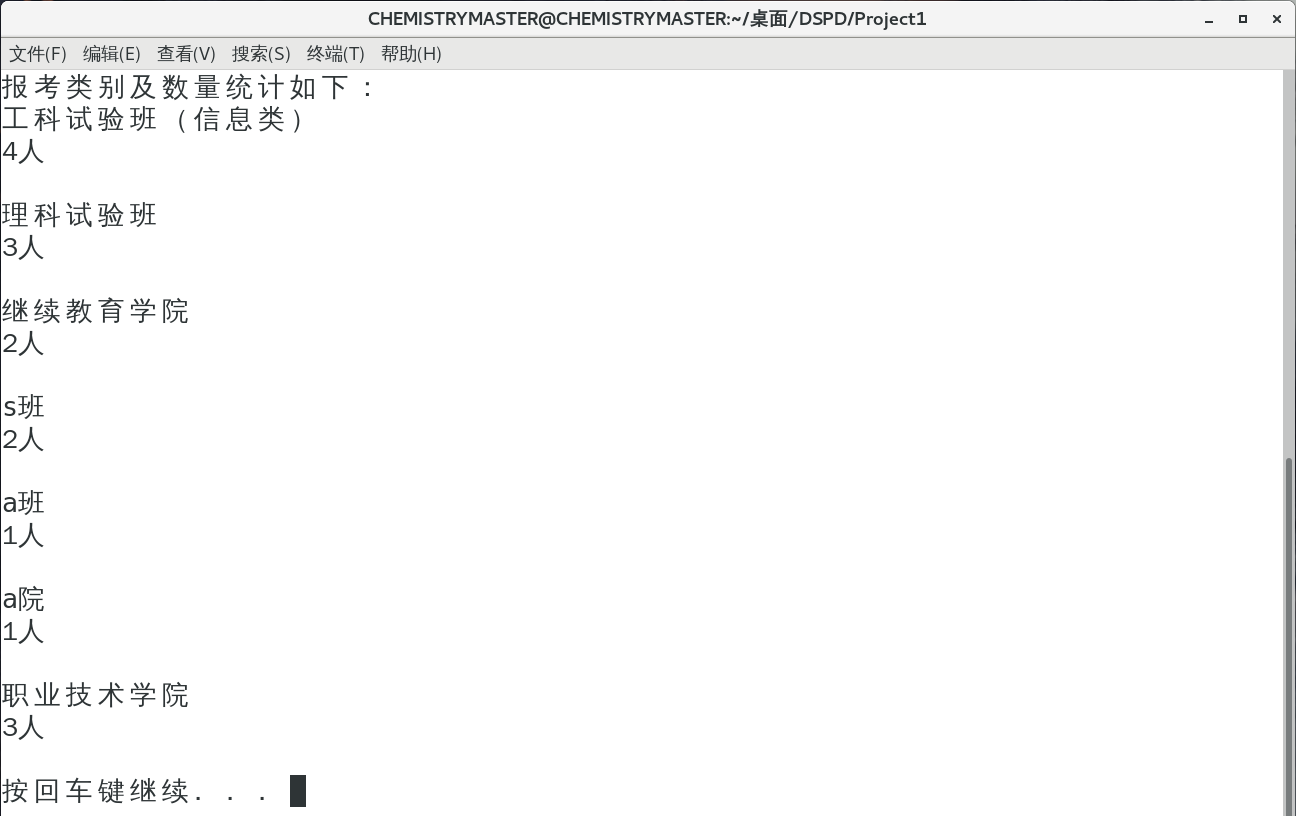 CHEMISTRYMASTER@CHEMISTRYMASTER:~/桌面/DSPD/Project1
文件(F) 编辑(E) 查看(V) 搜索(S) 终端(T) 帮助(H)
报考类别及数量统计如下：
工科试验班（信息类）
4人
理科试验班
3人
继续教育学院
2人
s班
2人
a班
1人
a院
1人
职业技术学院
3人
按回车键继续．．．